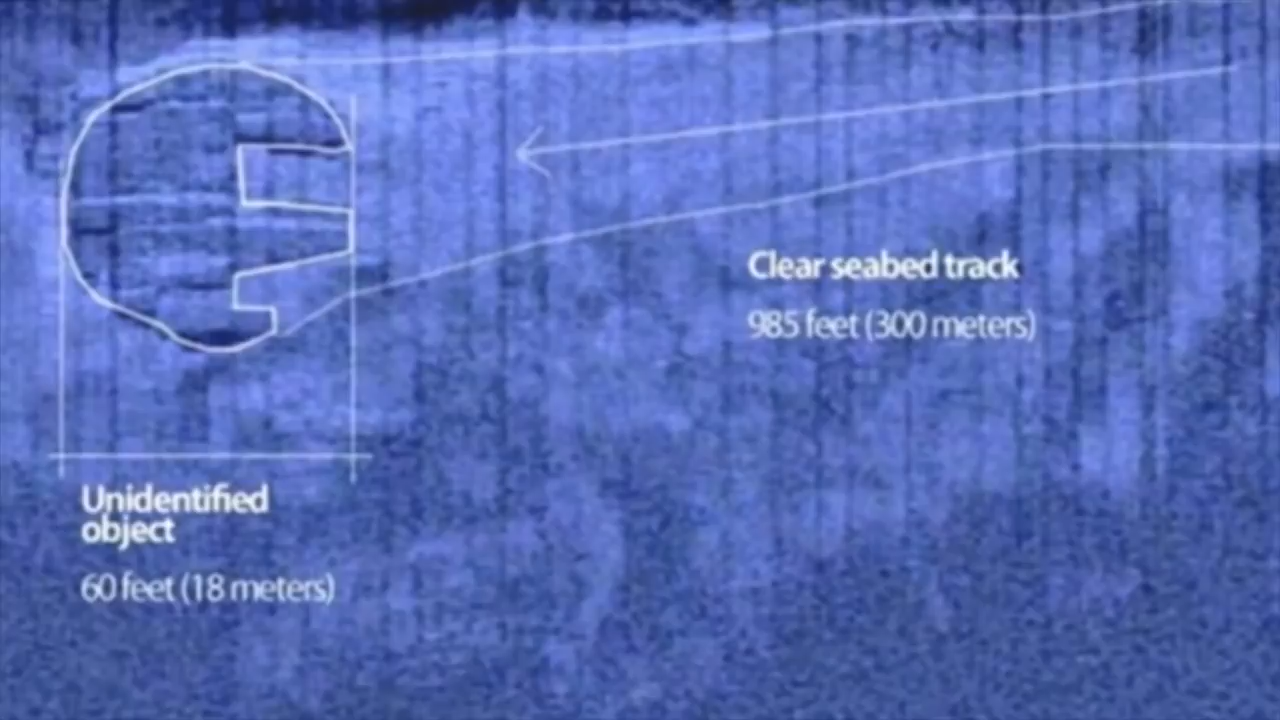 Clear seabed track
985 feet (300 meters)
Unidentified
object
60 feet (18 meters)